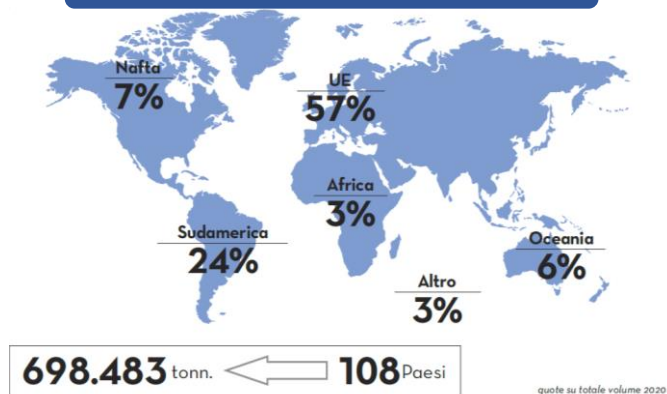 Nafta
7%
UE
57%
Africa
3%
Sudamerica
24%
Oceania
6%
Altro
3%
698.483 tonn.
108 Paesi
quote su totale volume 2020